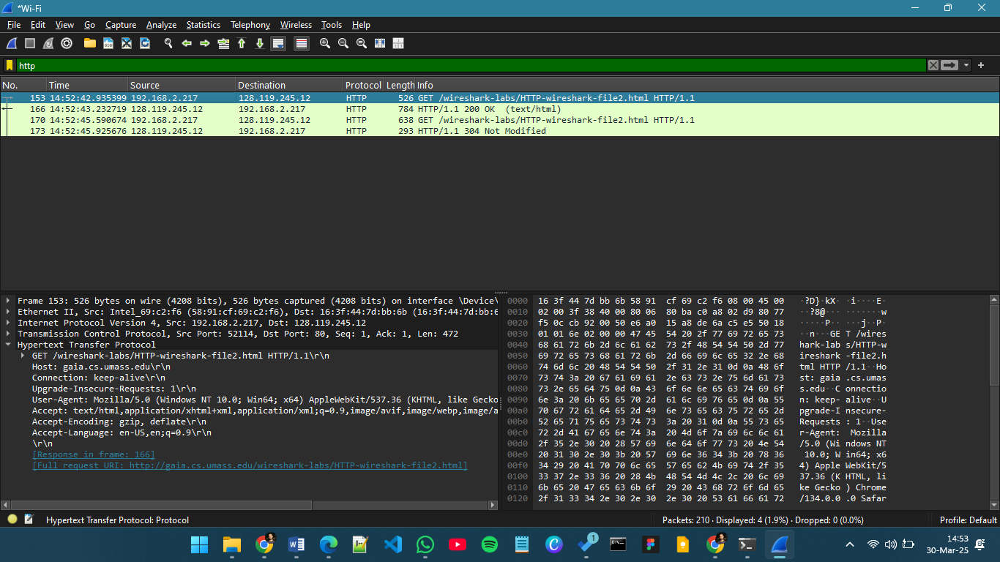 *Wi-Fi
File Edit View Go Capture Analyze Statistics Telephony Wireless Tools Help
http
No. Time Source Destination Protocol Length Info
153 14:52:42.935399 192.168.2.217 128.119.245.12 HTTP 526 GET /wireshark-labs/HTTP-wireshark-file2.html HTTP/1.1
166 14:52:43.232719 128.119.245.12 192.168.2.217 HTTP 784 HTTP/1.1 200 OK (text/html)
170 14:52:45.590674 192.168.2.217 128.119.245.12 HTTP 638 GET /wireshark-labs/HTTP-wireshark-file2.html HTTP/1.1
173 14:52:45.925676 128.119.245.12 192.168.2.217 HTTP 293 HTTP/1.1 304 Not Modified
Frame 153: 526 bytes on wire (4208 bits), 526 bytes captured (4208 bits) on interface \Device\
Ethernet II, Src: Intel_69:c2:f6 (58:91:cf:69:c2:f6), Dst: 16:3f:44:7d:bb:6b (16:3f:44:7d:bb:6
Internet Protocol Version 4, Src: 192.168.2.217, Dst: 128.119.245.12
Transmission Control Protocol, Src Port: 52114, Dst Port: 80, Seq: 1, Ack: 1, Len: 472
Hypertext Transfer Protocol
GET /wireshark-labs/HTTP-wireshark-file2.html HTTP/1.1\r\n
Host: gaia.cs.umass.edu\r\n
Connection: keep-alive\r\n
Upgrade-Insecure-Requests: 1\r\n
User-Agent: Mozilla/5.0 (Windows NT 10.0; Win64; x64) AppleWebKit/537.36 (KHTML, like Gecko
Accept: text/html,application/xhtml+xml,application/xml;q=0.9,image/avif,image/webp,image/a
Accept-Encoding: gzip, deflate\r\n
Accept-Language: en-US,en;q=0.9\r\n
\r\n
[Response in frame: 166]
[Full request URI: http://gaia.cs.umass.edu/wireshark-labs/HTTP-wireshark-file2.html]
0000 16 3f 44 7d bb 6b 58 91 cf 69 c2 f6 08 00 45 00 ·?D}·kX· ·i····E·
0010 02 00 3f 38 40 00 80 06 80 ba c0 a8 02 d9 80 77 ··?8@··· ·······w
0020 f5 0c cb 92 00 50 e6 a0 15 a8 de 6a c5 e5 50 18 ·····P·· ···j··P·
0030 01 01 6e 02 00 00 47 45 54 20 2f 77 69 72 65 73 ··n···GE T /wires
0040 68 61 72 6b 2d 6c 61 62 73 2f 48 54 54 50 2d 77 hark-lab s/HTTP-w
0050 69 72 65 73 68 61 72 6b 2d 66 69 6c 65 32 2e 68 ireshark -file2.h
0060 74 6d 6c 20 48 54 54 50 2f 31 2e 31 0d 0a 48 6f tml HTTP /1.1··Ho
0070 73 74 3a 20 67 61 69 61 2e 63 73 2e 75 6d 61 73 st: gaia .cs.umas
0080 73 2e 65 64 75 0d 0a 43 6f 6e 6e 65 63 74 69 6f s.edu··C onnectio
0090 6e 3a 20 6b 65 65 70 2d 61 6c 69 76 65 0d 0a 55 n: keep- alive··U
00a0 70 67 72 61 64 65 2d 49 6e 73 65 63 75 72 65 2d pgrade-I nsecure-
00b0 52 65 71 75 65 73 74 73 3a 20 31 0d 0a 55 73 65 Requests : 1··Use
00c0 72 2d 41 67 65 6e 74 3a 20 4d 6f 7a 69 6c 6c 61 r-Agent:  Mozilla
00d0 2f 35 2e 30 20 28 57 69 6e 64 6f 77 73 20 4e 54 /5.0 (Wi ndows NT
00e0 20 31 30 2e 30 3b 20 57 69 6e 36 34 3b 20 78 36 10.0; W in64; x6
00f0 34 29 20 41 70 70 6c 65 57 65 62 4b 69 74 2f 35 4) Apple WebKit/5
0100 33 37 2e 33 36 20 28 4b 48 54 4d 4c 2c 20 6c 69 37.36 (K HTML, li
0110 6b 65 20 47 65 63 6b 6f 29 20 43 68 72 6f 6d 65 ke Gecko ) Chrome
0120 2f 31 33 34 2e 30 2e 30 2e 30 20 53 61 66 61 72 /134.0.0 .0 Safar
Hypertext Transfer Protocol: Protocol
Packets: 210 · Displayed: 4 (1.9%) · Dropped: 0 (0.0%)
Profile: Default
1
14:53
30-Mar-25